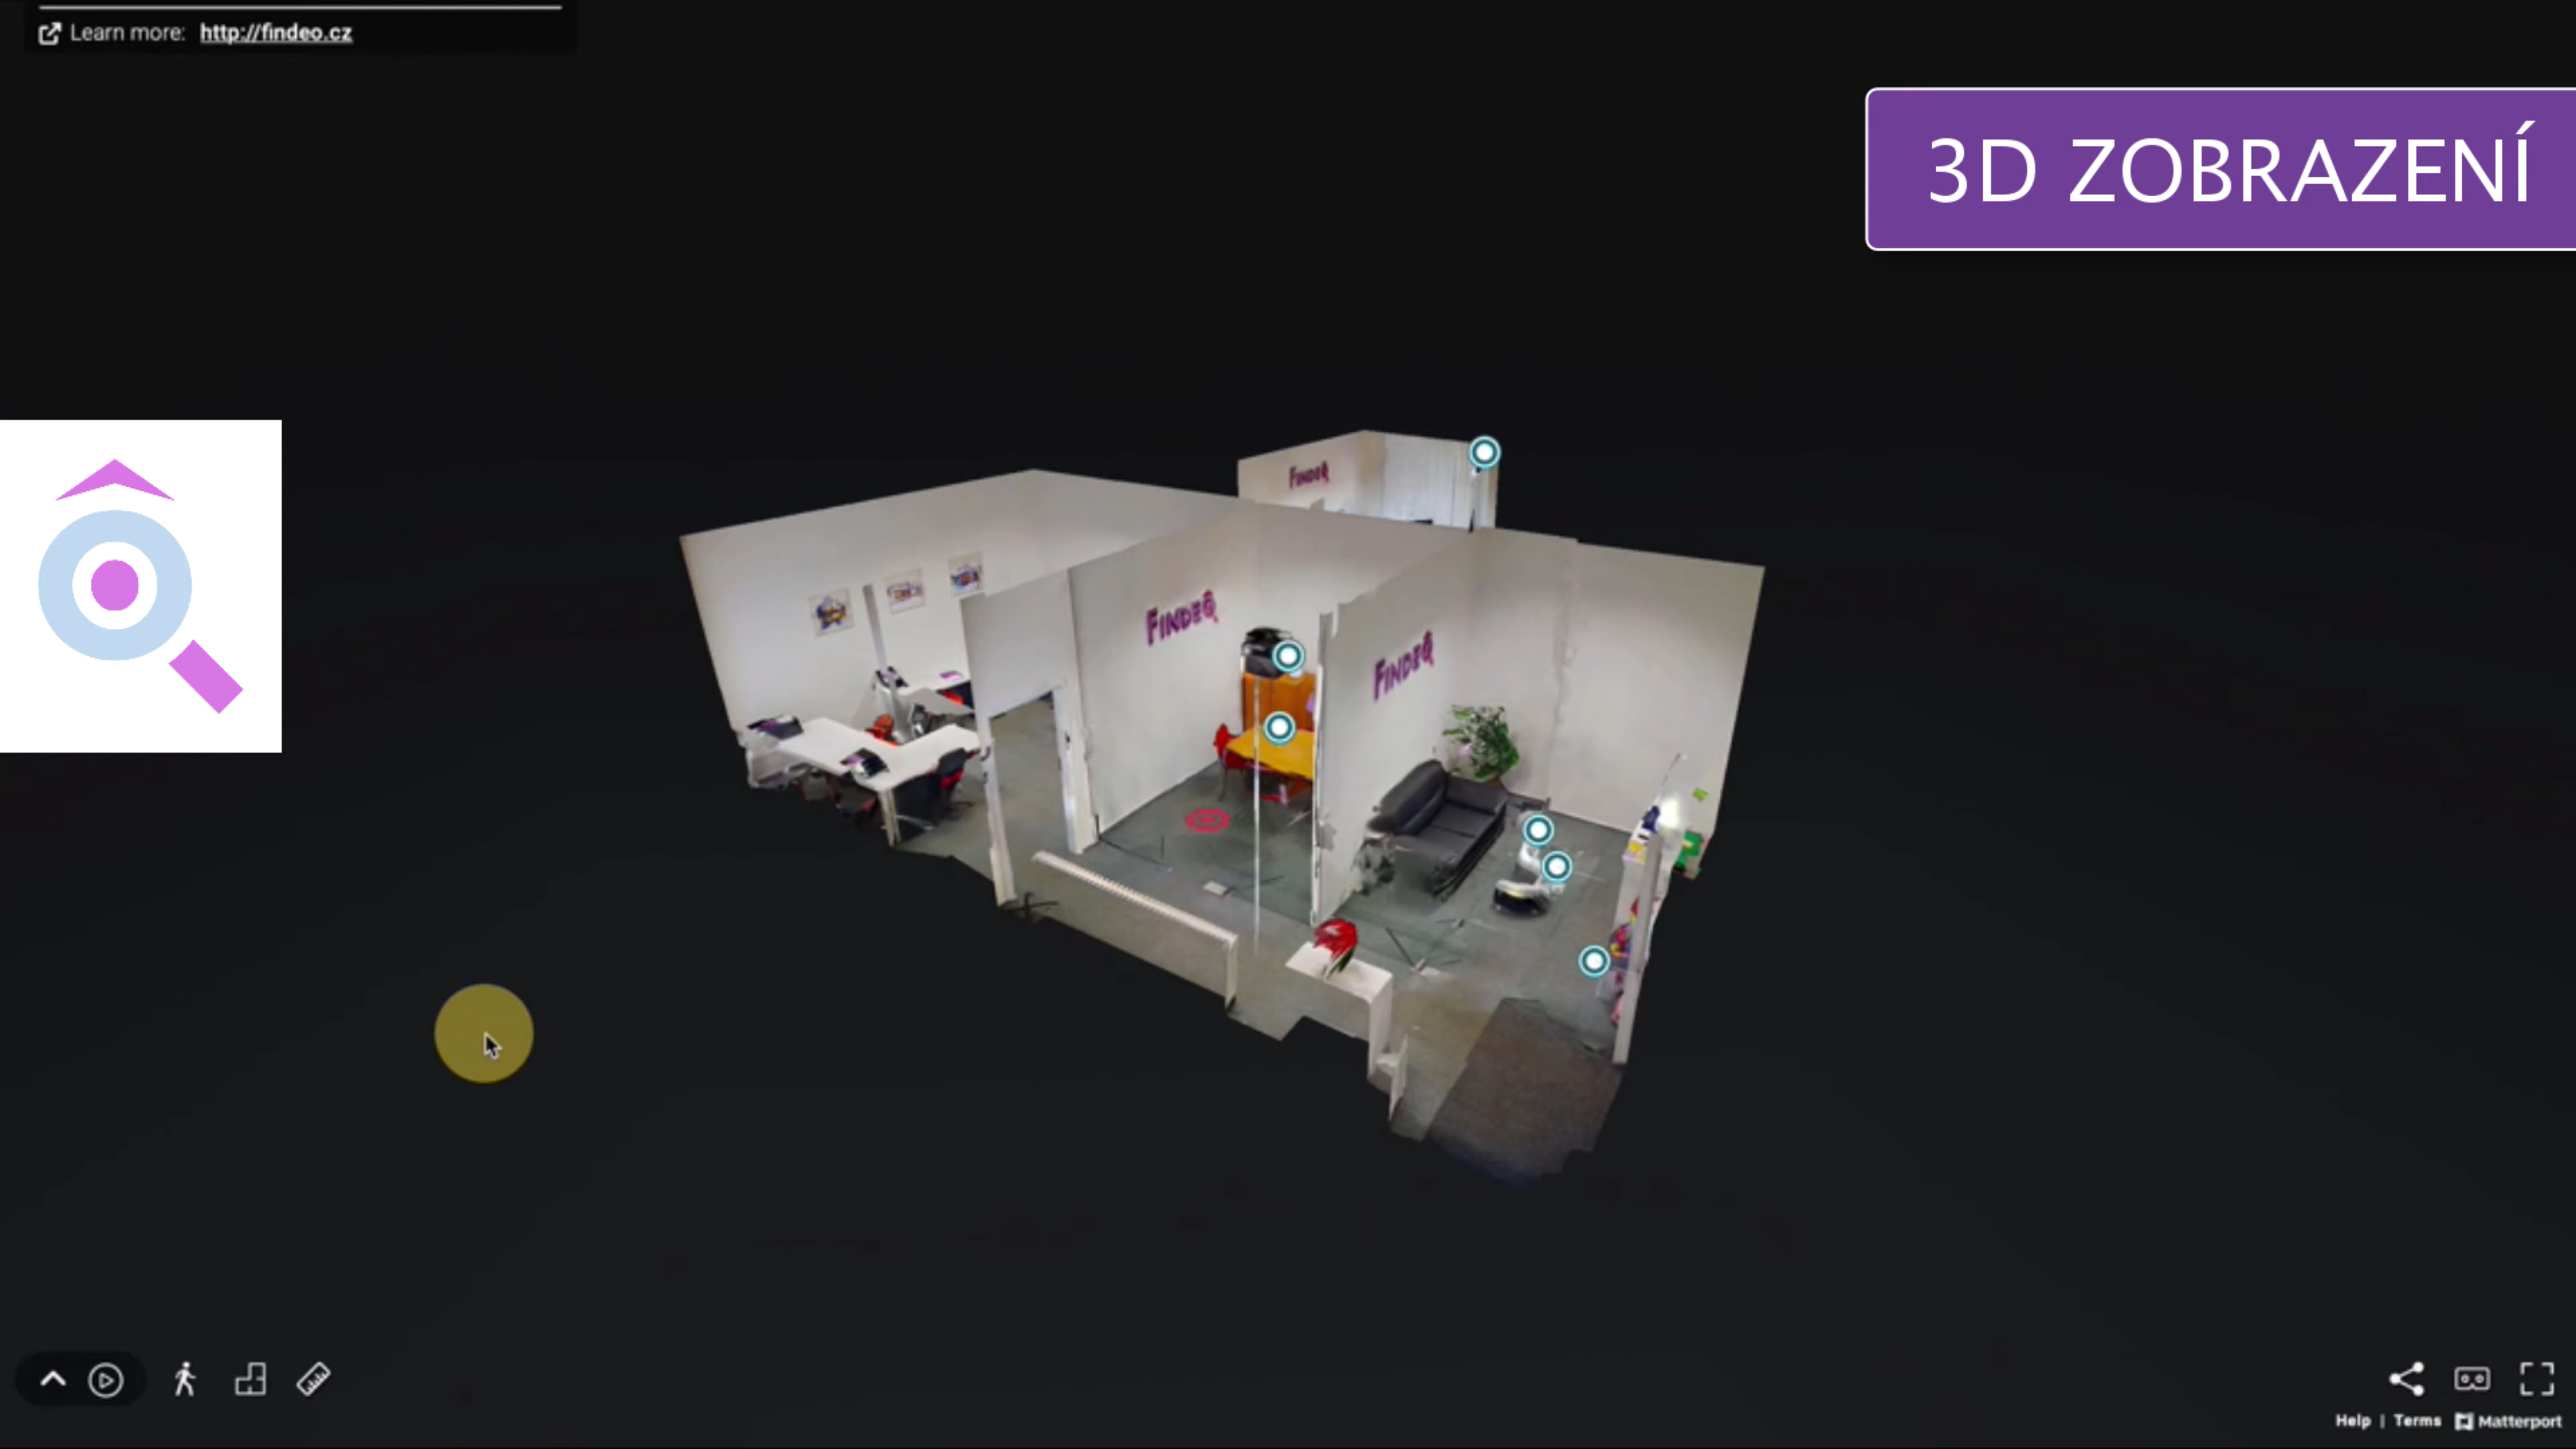 Learn more: http://findeo.cz
3D ZOBRAZENÍ
FINDEO
FINDEO
FINDEO
Help | Terms Matterport